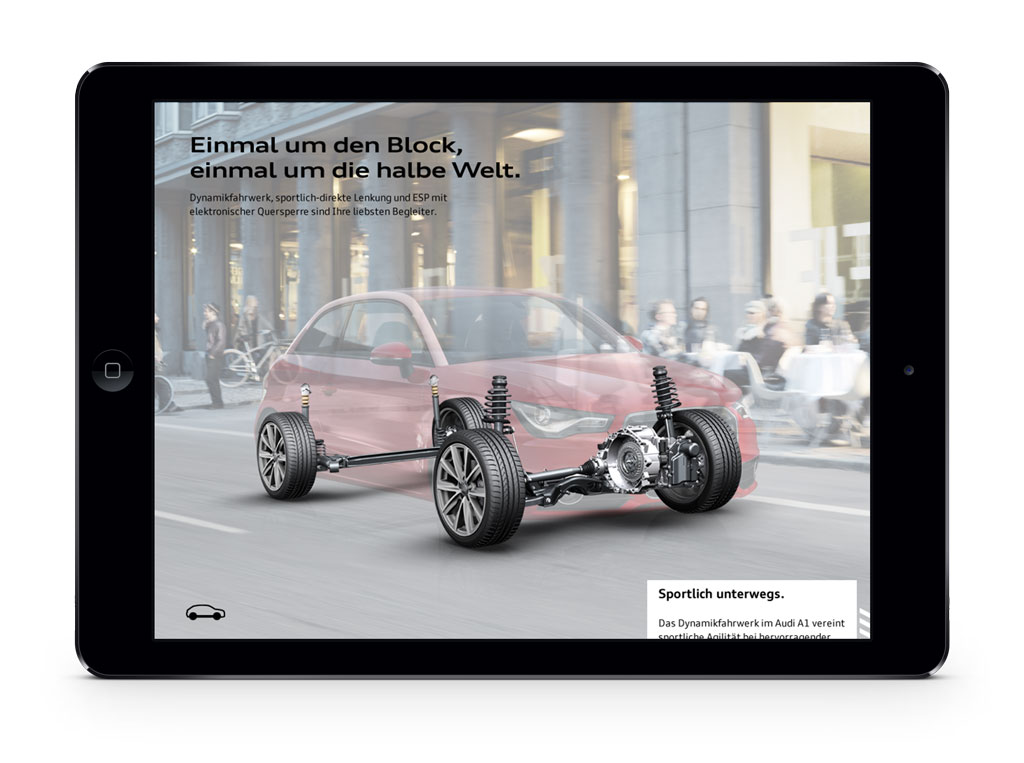 Einmal um den Block,
einmal um die halbe Welt.
Dynamikfahrwerk, sportlich-direkte Lenkung und ESP mit
elektronischer Quersperre sind Ihre liebsten Begleiter.
Sportlich unterwegs.
Das Dynamikfahrwerk im Audi A1 vereint
sportliche Agilität bei hervorragender